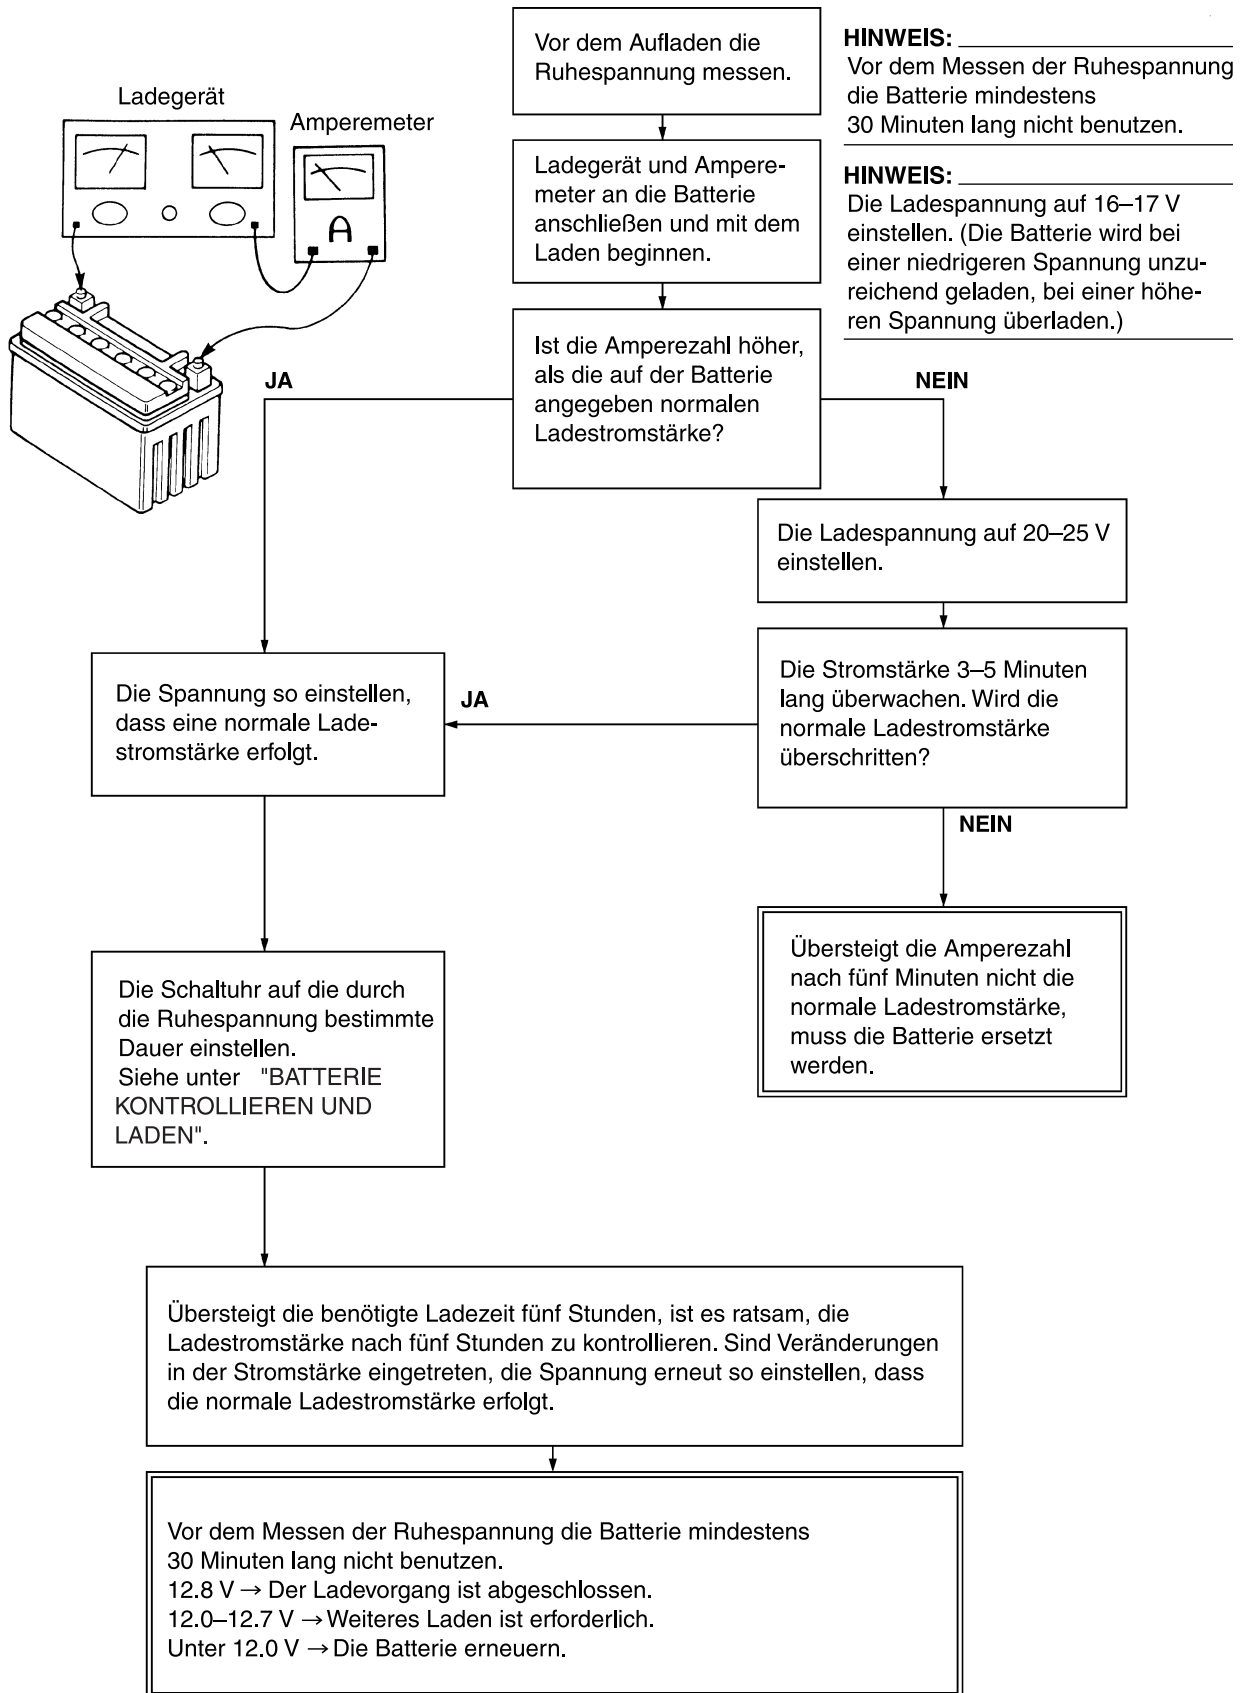 Ladegerät
Amperemeter
Vor dem Aufladen die
Ruhespannung messen.
HINWEIS:
Vor dem Messen der Ruhespannung
die Batterie mindestens
30 Minuten lang nicht benutzen.
Ladegerät und Ampere-
meter an die Batterie
anschließen und mit dem
Laden beginnen.
HINWEIS:
Die Ladespannung auf 16–17 V
einstellen. (Die Batterie wird bei
einer niedrigeren Spannung unzu-
reichend geladen, bei einer höhe-
ren Spannung überladen.)
A
Ist die Amperezahl höher,
als die auf der Batterie
angegeben normalen
Ladestromstärke?
JA
NEIN
Die Ladespannung auf 20–25 V
einstellen.
Die Stromstärke 3–5 Minuten
lang überwachen. Wird die
normale Ladestromstärke
überschritten?
JA
NEIN
Die Spannung so einstellen,
dass eine normale Lade-
stromstärke erfolgt.
Übersteigt die Amperezahl
nach fünf Minuten nicht die
normale Ladestromstärke,
muss die Batterie ersetzt
werden.
Die Schaltuhr auf die durch
die Ruhespannung bestimmte
Dauer einstellen.
Siehe unter "BATTERIE
KONTROLLIEREN UND
LADEN".
Übersteigt die benötigte Ladezeit fünf Stunden, ist es ratsam, die
Ladestromstärke nach fünf Stunden zu kontrollieren. Sind Veränderungen
in der Stromstärke eingetreten, die Spannung erneut so einstellen, dass
die normale Ladestromstärke erfolgt.
Vor dem Messen der Ruhespannung die Batterie mindestens
30 Minuten lang nicht benutzen.
12.8 V → Der Ladevorgang ist abgeschlossen.
12.0–12.7 V → Weiteres Laden ist erforderlich.
Unter 12.0 V → Die Batterie erneuern.